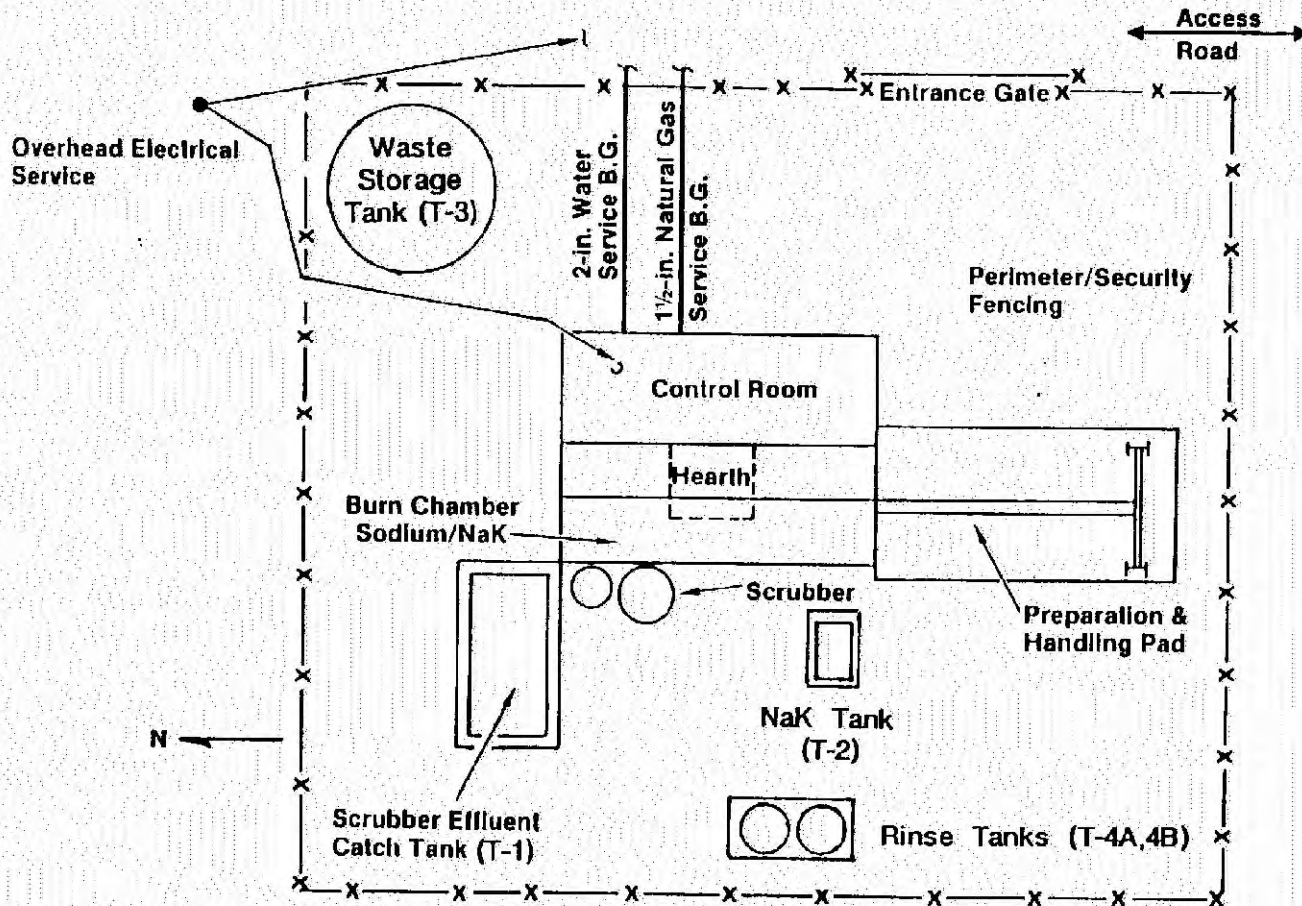 Access
Road
Entrance Gate
Overhead Electrical
Service
Waste
Storage
Tank (T-3)
2-in. Water
Service B.G.
1 1/2-in. Natural Gas
Service B.G.
Perimeter/Security
Fencing
Control Room
Hearth
Burn Chamber
Sodium/NaK
Scrubber
Preparation &
Handling Pad
NaK Tank
(T-2)
N
Scrubber Effluent
Catch Tank (T-1)
Rinse Tanks (T-4A,4B)